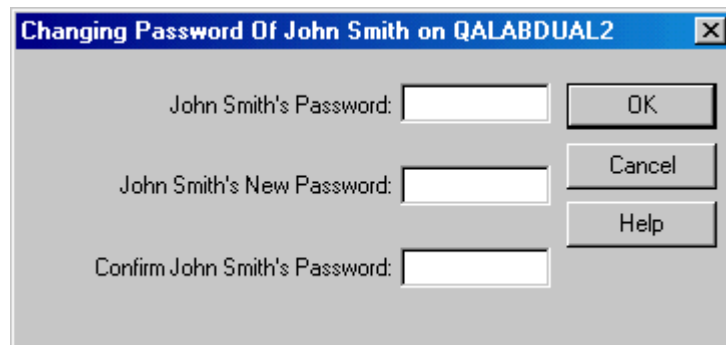 Changing Password Of John Smith on QALABDUAL2
John Smith's Password:
OK
John Smith's New Password:
Cancel
Help
Confirm John Smith's Password: